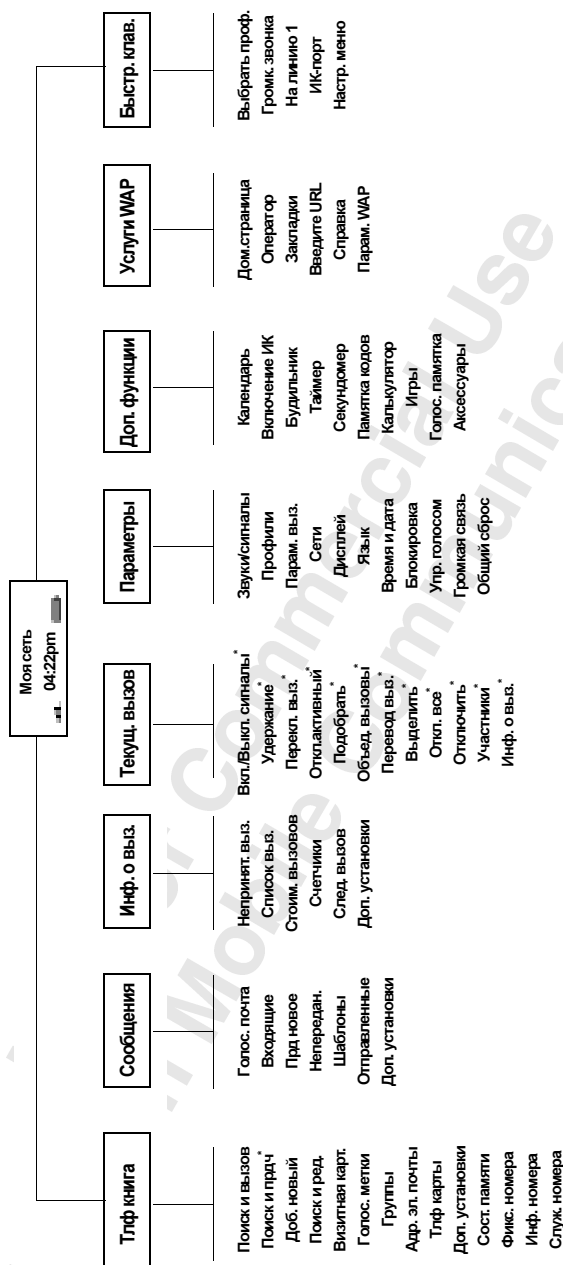 Моя сеть
04:22pm
Тлф книга
Поиск и вызов
Поиск и прдч*
Доб. новый
Поиск и ред.
Визитная карт.
Голос. метки
Группы
Адр. эл. почты
Тлф карты
Доп. установки
Сост. памяти
Фикс. номера
Инф. номера
Служ. номера
Сообщения
Голос. почта
Входящие
Прд новое
Непередан.
Шаблоны
Отправленные
Доп. установки
Инф. о выз.
Непринят. выз.
Список выз.
Стоим. вызовов
Счетчики
След. вызов
Доп. установки
Текущ. вызов
Вкл./Выкл. сигналы*
Удержание*
Перекл. выз.*
Откл.активный*
Подобрать*
Объед. вызовы*
Перевод выз.*
Выделить*
Откл. все*
Отключить*
Участники*
Инф. о выз.*
Параметры
Звуки/сигналы
Профили
Парам. выз.
Сети
Дисплей
Язык
Время и дата
Блокировка
Упр. голосом
Громкая связь
Общий сброс
Доп. функции
Календарь
Включение ИК
Будильник
Таймер
Секундомер
Памятка кодов
Калькулятор
Игры
Голос. памятка
Аксессуары
Услуги WAP
Дом.страница
Оператор
Закладки
Введите URL
Справка
Парам. WAP
Быстр. клав.
Выбрать проф.
Громк. звонка
На линию 1
ИК-порт
Настр. меню
r Commercial Use
n Mobile Communica